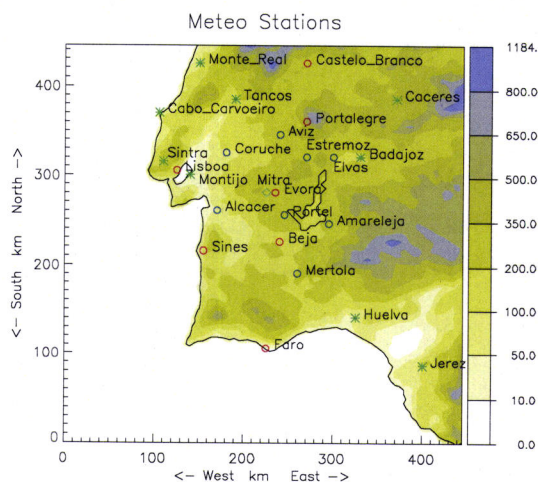 Meteo Stations
Monte_Real
Castelo_Branco
Tancos
Caceres
Cabo_Carvoeiro
Portalegre
Aviz
Coruche
Estremoz
Sintra
Lisboa
Elvas
Badajoz
Montijo
Mitra
Evora
Alcacer
Portel
Amareleja
Sines
Beja
Mertola
Huelva
Faro
Jerez
400
300
200
100
0
0
100
200
300
400
<-- West km East -->
<-- South km North -->
1184.
800.0
650.0
500.0
350.0
200.0
100.0
50.0
10.0
0.0